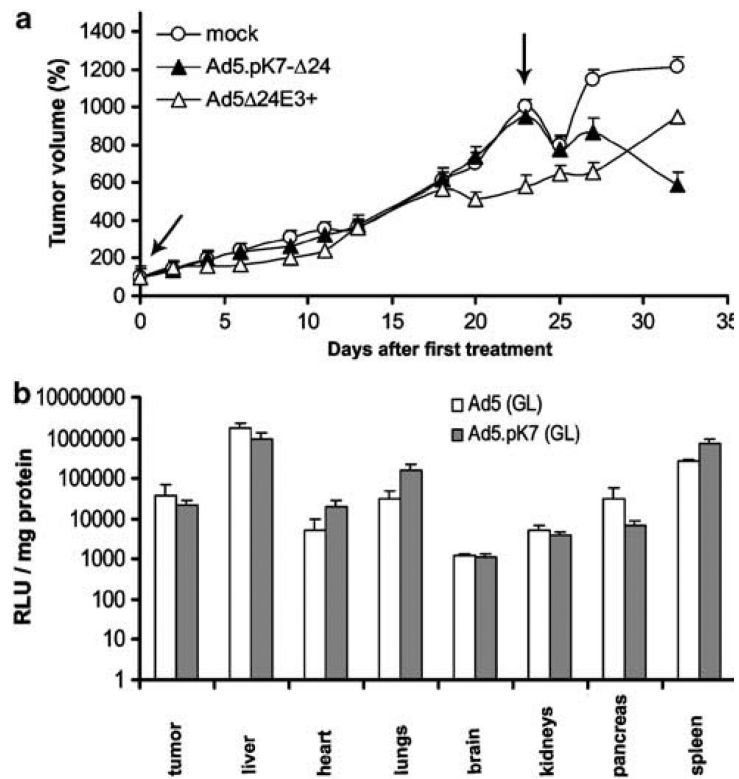 a
Tumor volume (%)
1400
1200
1000
800
600
400
200
0
mock
Ad5.pK7-Δ24
Ad5Δ24E3+
0 5 10 15 20 25 30 35
Days after first treatment
b
RLU / mg protein
10000000
1000000
100000
10000
1000
100
10
1
Ad5 (GL)
Ad5.pK7 (GL)
tumor
liver
heart
lungs
brain
kidneys
pancreas
spleen